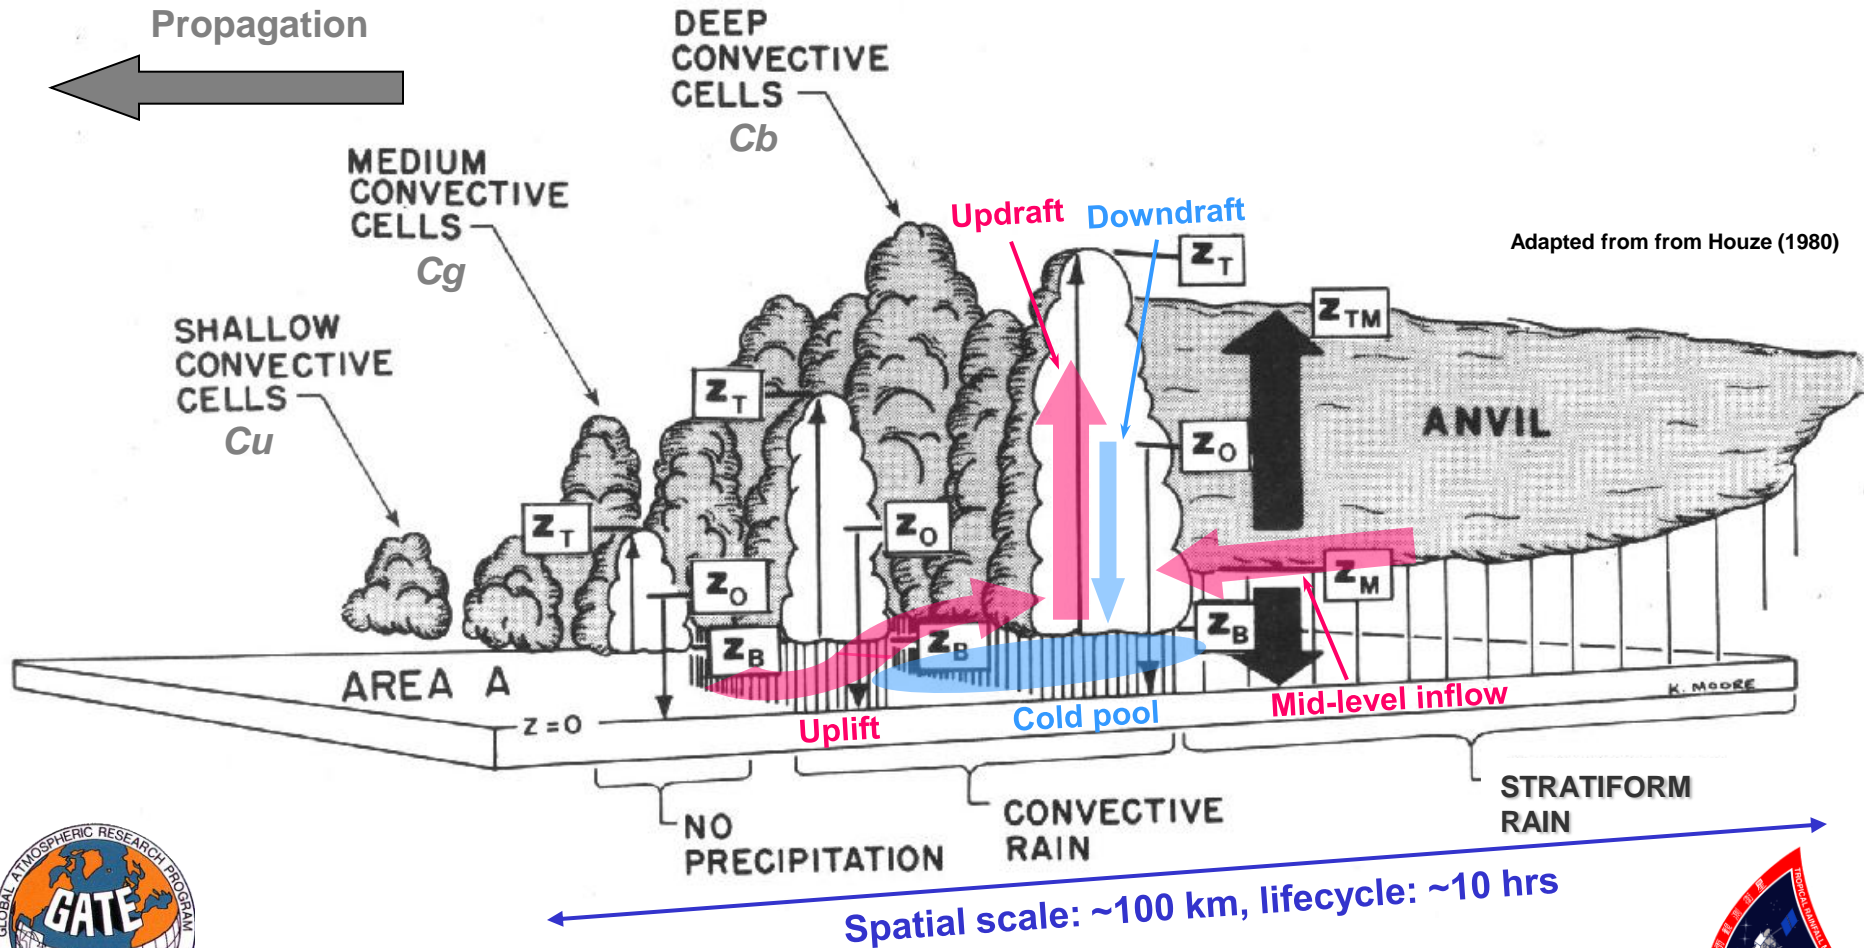 Propagation
DEEP
CONVECTIVE
CELLS
Cb
MEDIUM
CONVECTIVE
CELLS
Cg
SHALLOW
CONVECTIVE
CELLS
Cu
Updraft
Downdraft
Adapted from from Houze (1980)
ZT
ZTM
ZT
ANVIL
ZO
ZT
ZO
ZO
ZM
ZB
ZB
ZB
AREA A
K. MOORE
Z=0
Uplift
Cold pool
Mid-level inflow
NO
PRECIPITATION
CONVECTIVE
RAIN
STRATIFORM
RAIN
Spatial scale: ~100 km, lifecycle: ~10 hrs
GLOBAL ATMOSPHERIC RESEARCH PROGRAM
GATE
TROPICAL RAINFALL